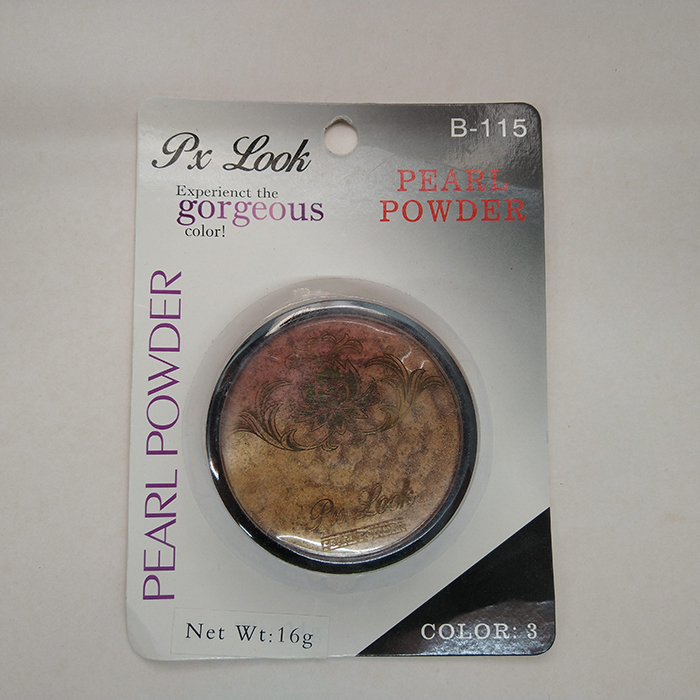 B-115
Px Look
PEARL
POWDER
Experienct the
gorgeous
color!
PEARL POWDER
Px Look
Net Wt:16g
COLOR: 3